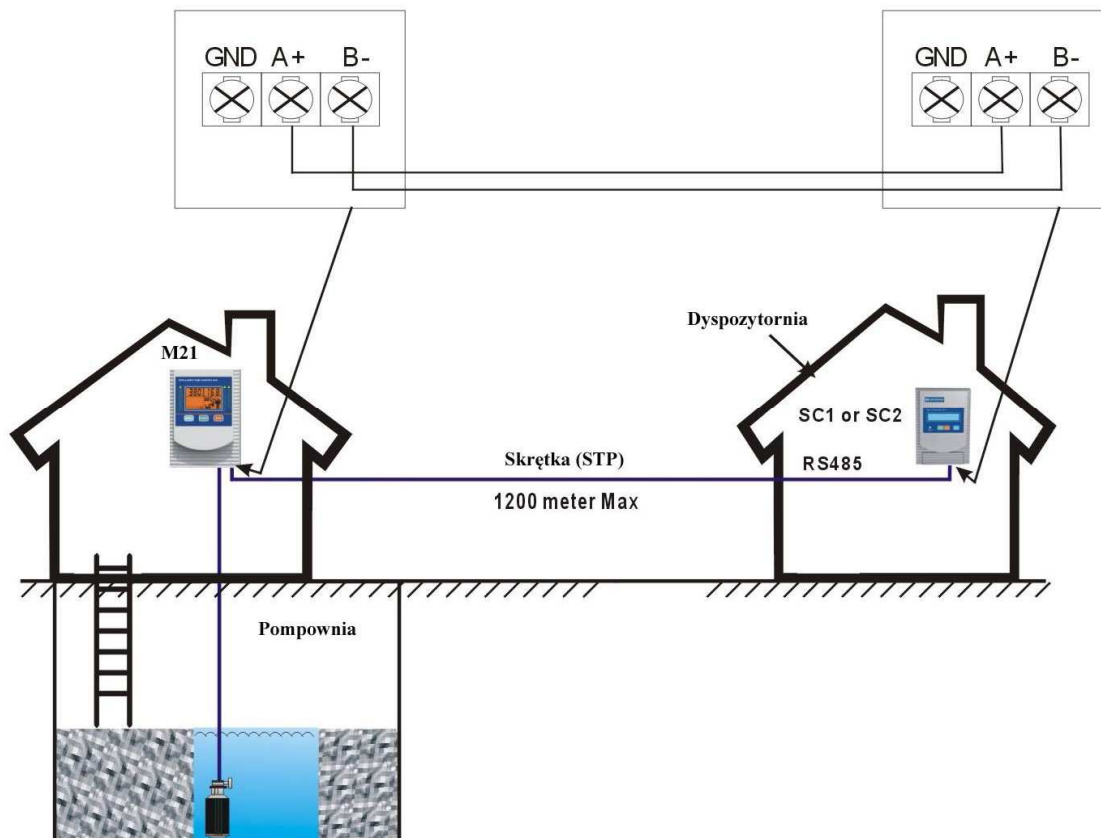 GND A+ B-
GND A+ B-
Dyspozytornia
M21
SC1 or SC2
Skrętka (STP)
RS485
1200 meter Max
Pompownia